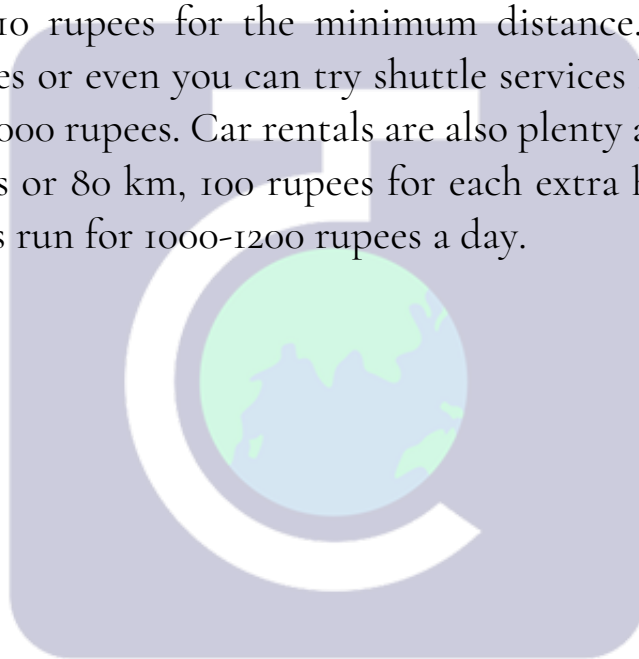 10 rupees for the minimum distance.
or even you can try shuttle services
rupees. Car rentals are also plenty
or 80 km, 100 rupees for each extra
run for 1000-1200 rupees a day.